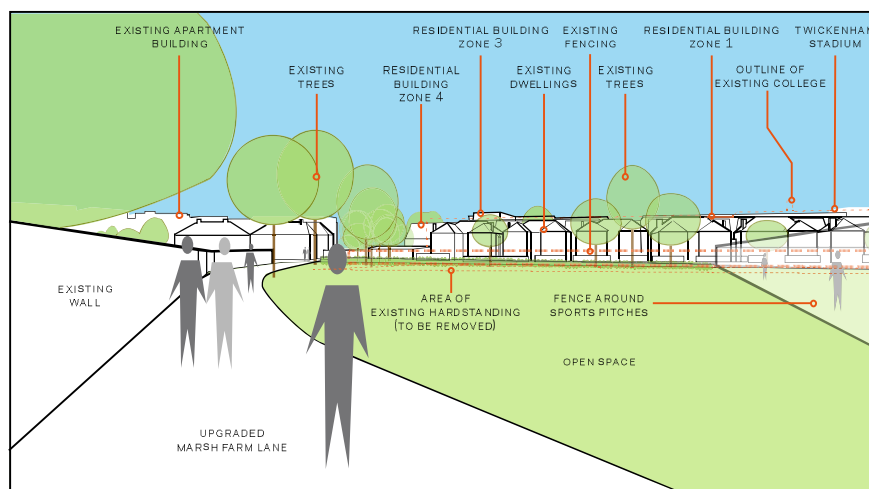 EXISTING APARTMENT
BUILDING
RESIDENTIAL BUILDING
ZONE 3
EXISTING
FENCING
RESIDENTIAL BUILDING
ZONE 1
TWICKENHAM
STADIUM
EXISTING
TREES
RESIDENTIAL
BUILDING
ZONE 4
EXISTING
DWELLINGS
EXISTING
TREES
OUTLINE OF
EXISTING COLLEGE
EXISTING
WALL
AREA OF
EXISTING HARDSTANDING
(TO BE REMOVED)
FENCE AROUND
SPORTS PITCHES
OPEN SPACE
UPGRADED
MARSH FARM LANE